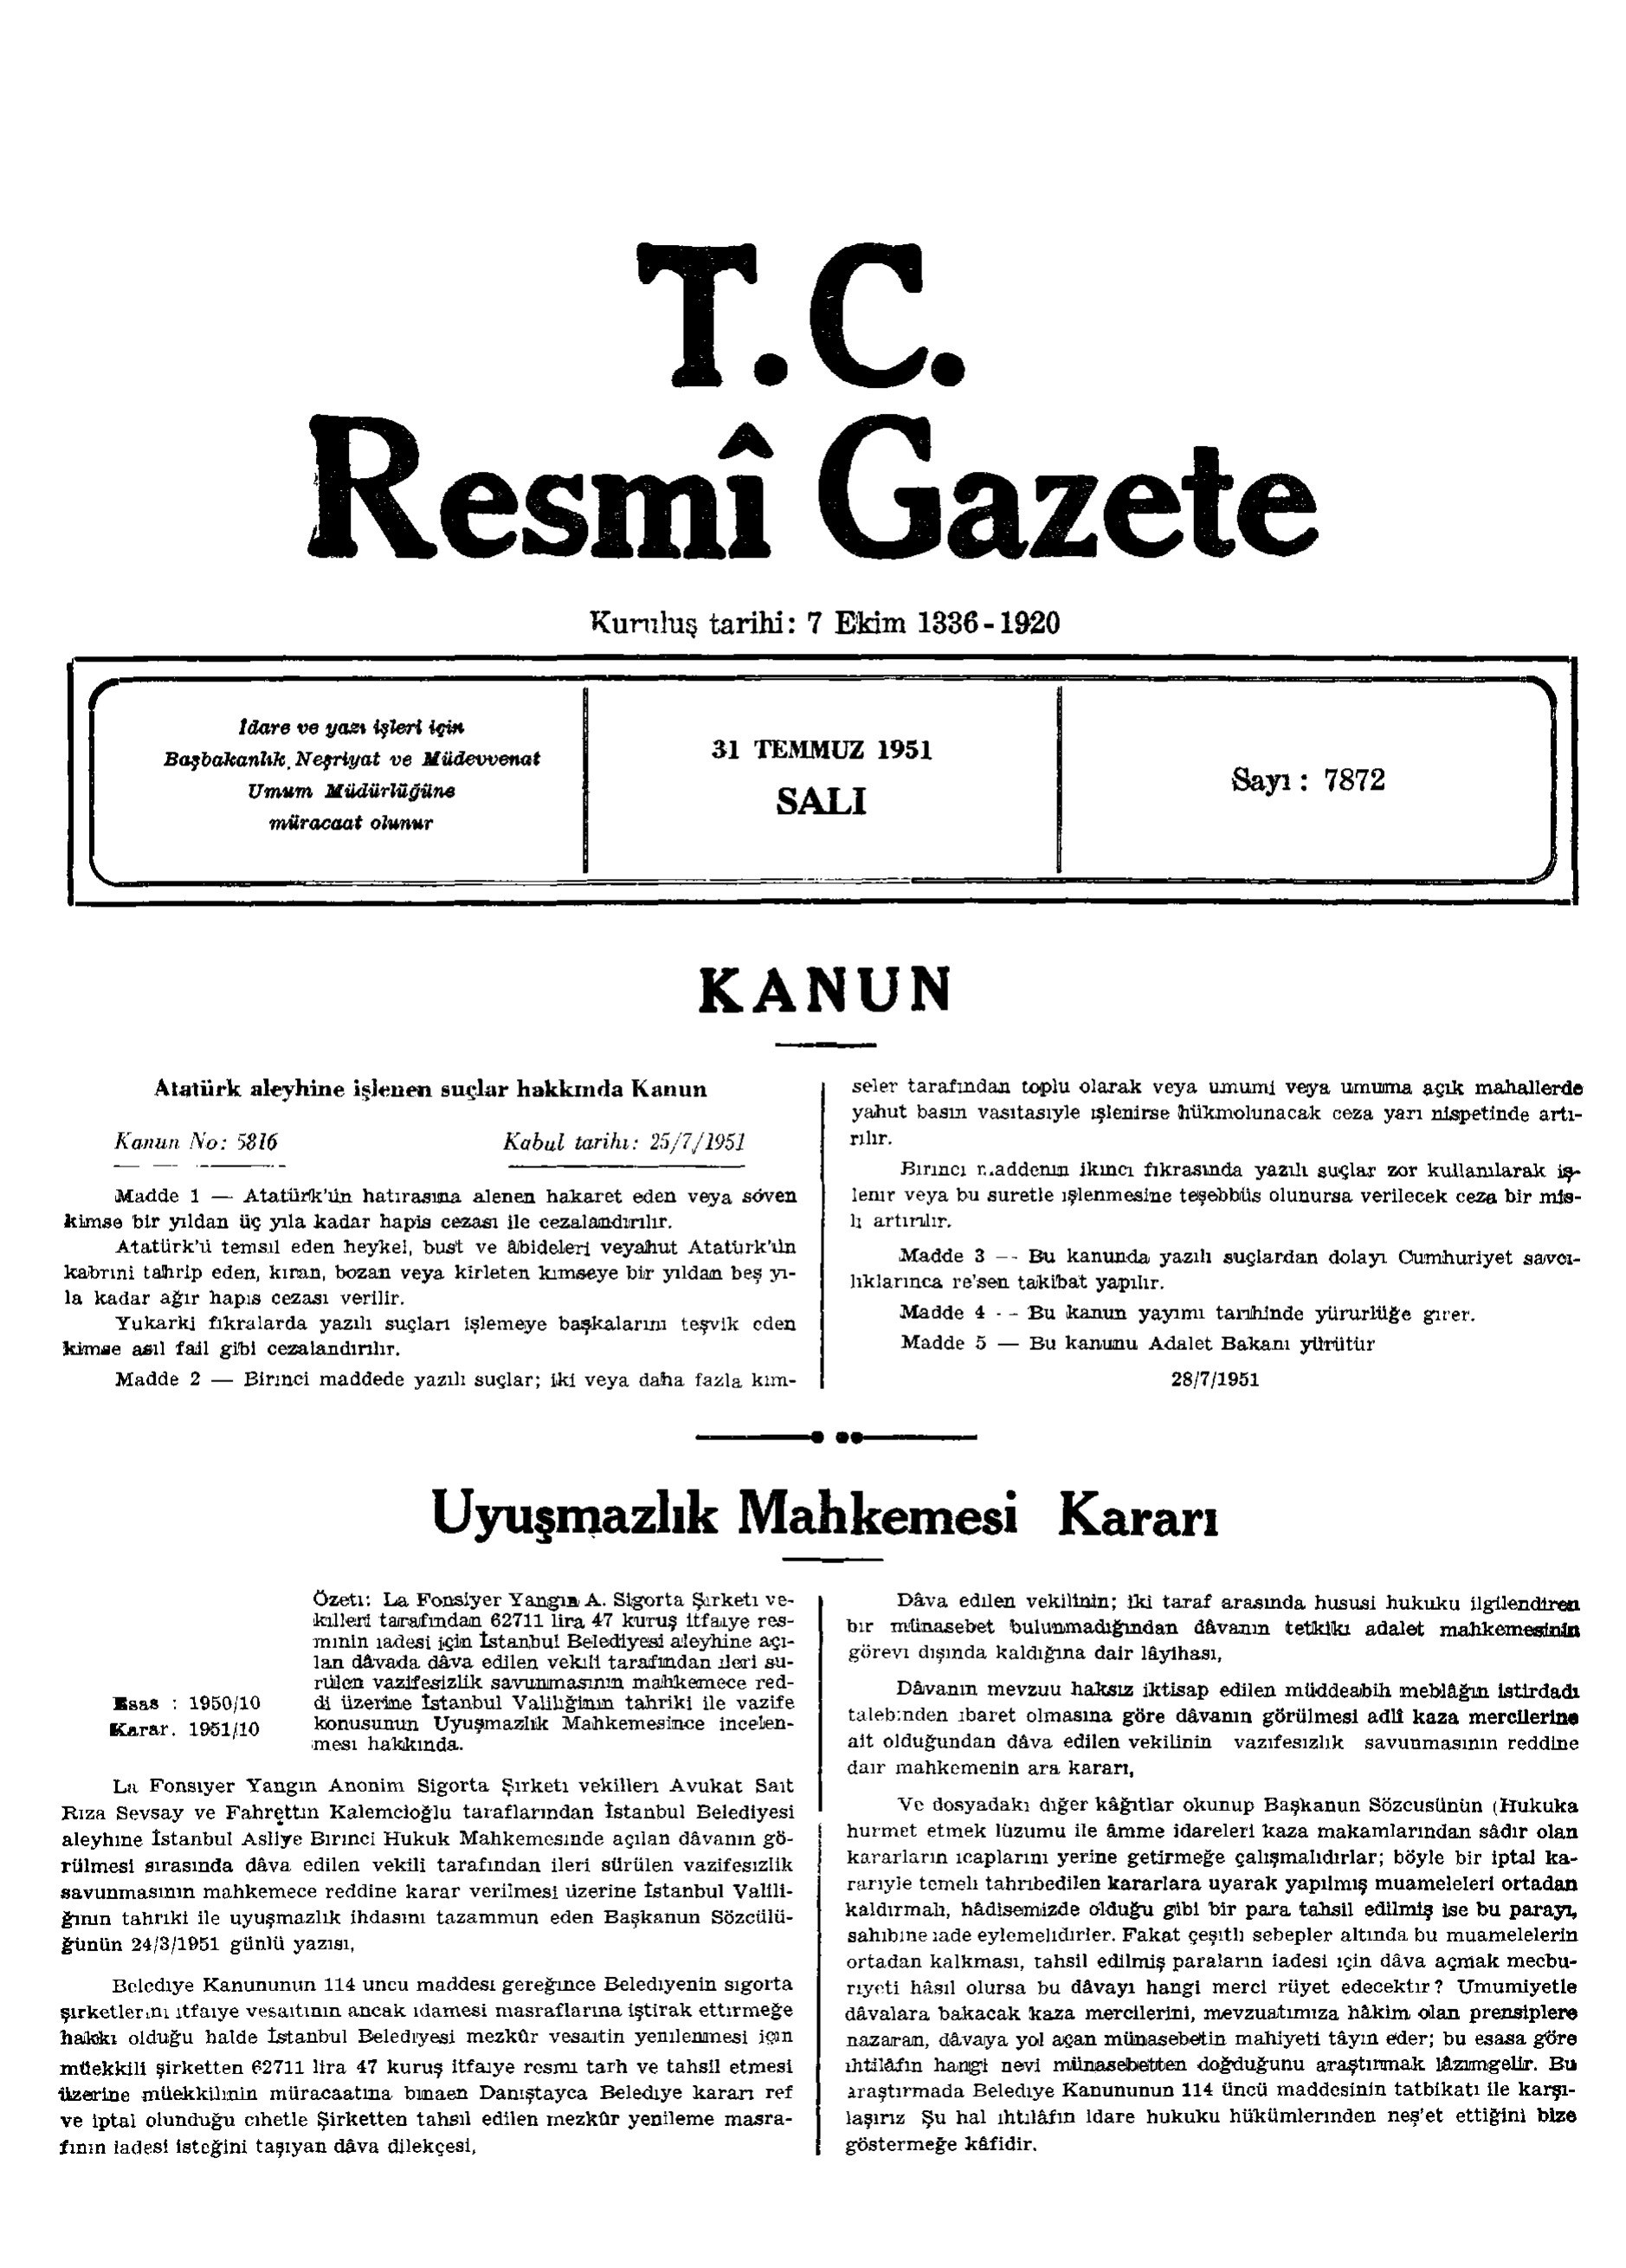 T.C.
Resmî Gazete
Kuruluş tarihi: 7 Ekim 1336-1920
İdare ve yazı işleri için
Başbakanlık, Neşriyat ve Müdevvenat
Umum Müdürlüğüne
müracaat olunur
31 TEMMUZ 1951
SALI
Sayı : 7872
KANUN
Atatürk aleyhine işlenen suçlar hakkında Kanun
Kanun No: 5816 Kabul tarihi: 25/7/1951
Madde 1 — Atatürk'ün hatırasına alenen hakaret eden veya söven
kimse bir yıldan üç yıla kadar hapis cezası ile cezalandırılır.
Atatürk'ü temsil eden heykel, büst ve âbideleri veyahut Atatürk'ün
kabrini tahrip eden, kıran, bozan veya kirleten kimseye bir yıldan beş yı-
la kadar ağır hapis cezası verilir.
Yukarki fıkralarda yazılı suçları işlemeye başkalarını teşvik eden
kimse asıl fail gibi cezalandırılır.
Madde 2 — Birinci maddede yazılı suçlar; iki veya daha fazla kim-
seler tarafından toplu olarak veya umumi veya umuma açık mahallerde
yahut basın vasıtasiyle işlenirse hükmolunacak ceza yarı nispetinde artı-
rılır.
Birinci maddenin ikinci fıkrasında yazılı suçlar zor kullanılarak iş-
lenir veya bu suretle işlenmesine teşebbüs olunursa verilecek ceza bir mis-
li artırılır.
Madde 3 — Bu kanunda yazılı suçlardan dolayı Cumhuriyet savcı-
lıklarınca re'sen takibat yapılır.
Madde 4 — Bu kanun yayımı tarihinde yürürlüğe girer.
Madde 5 — Bu kanunu Adalet Bakanı yürütür
28/7/1951
Uyuşmazlık Mahkemesi Kararı
Esas : 1950/10
Karar. 1951/10
Özeti: La Fonsiyer Yangın A. Sigorta Şirketi ve-
killeri tarafından 62711 lira 47 kuruş itfaiye res-
minin iadesi için İstanbul Belediyesi aleyhine açı-
lan dâvada dâva edilen vekili tarafından ileri sü-
rülen vazifesizlik savunmasının mahkemece red-
di üzerine İstanbul Valiliğinin tahriki ile vazife
konusunun Uyuşmazlık Mahkemesince incelen-
mesi hakkında.
La Fonsiyer Yangın Anonim Sigorta Şirketi vekilleri Avukat Sait
Rıza Sevsay ve Fahrettin Kalemcioğlu taraflarından İstanbul Belediyesi
aleyhine İstanbul Asliye Birinci Hukuk Mahkemesinde açılan dâvanın gö-
rülmesi sırasında dâva edilen vekili tarafından ileri sürülen vazifesizlik
savunmasının mahkemece reddine karar verilmesi üzerine İstanbul Valili-
ğinin tahriki ile uyuşmazlık ihdasını tazammun eden Başkanun Sözcülü-
ğünün 24/3/1951 günlü yazısı,
Belediye Kanununun 114 uncu maddesi gereğince Belediyenin sigorta
şirketlerini itfaiye vesaitinin ancak idamesi masraflarına iştirak ettirmeğe
hakkı olduğu halde İstanbul Belediyesi mezkûr vesaitin yenilenmesi için
müekkili şirketten 62711 lira 47 kuruş itfaiye resmi tarh ve tahsil etmesi
üzerine müekkilinin müracaatına binaen Danıştayca Belediye kararı ref
ve iptal olunduğu cihetle Şirketten tahsil edilen mezkûr yenileme masra-
fının iadesi isteğini taşıyan dâva dilekçesi,
Dâva edilen vekilinin; iki taraf arasında hususi hukuku ilgilendiren
bir münasebet bulunmadığından dâvanın tetkiki adalet mahkemesinin
görevi dışında kaldığına dair lâyihası,
Dâvanın mevzuu haksız iktisap edilen müddeabih meblâğın istirdadı
talebinden ibaret olmasına göre dâvanın görülmesi adlî kaza mercilerine
ait olduğundan dâva edilen vekilinin vazifesizlik savunmasının reddine
dair mahkemenin ara kararı,
Ve dosyadaki diğer kâğıtlar okunup Başkanun Sözcüsünün (Hukuka
hürmet etmek lüzumu ile âmme idareleri kaza makamlarından sâdır olan
kararların icaplarını yerine getirmeğe çalışmalıdırlar; böyle bir iptal ka-
rariyle temeli tahribedilen kararlara uyarak yapılmış muameleleri ortadan
kaldırmalı, hâdisemizde olduğu gibi bir para tahsil edilmiş ise bu parayı,
sahibine iade eylemelidirler. Fakat çeşitli sebepler altında bu muamelelerin
ortadan kalkması, tahsil edilmiş paraların iadesi için dâva açmak mecbu-
riyeti hâsıl olursa bu dâvayı hangi merci rüyet edecektir? Umumiyetle
dâvalara bakacak kaza mercilerini, mevzuatımıza hâkim olan prensiplere
nazaran, dâvaya yol açan münasebetin mahiyeti tâyin eder; bu esasa göre
ihtilâfın hangi nevi münasebetten doğduğunu araştırmak lâzımgelir. Bu
araştırmada Belediye Kanununun 114 üncü maddesinin tatbikatı ile karşı-
laşırız Şu hal ihtilâfın idare hukuku hükümlerinden neş'et ettiğini bize
göstermeğe kâfidir.